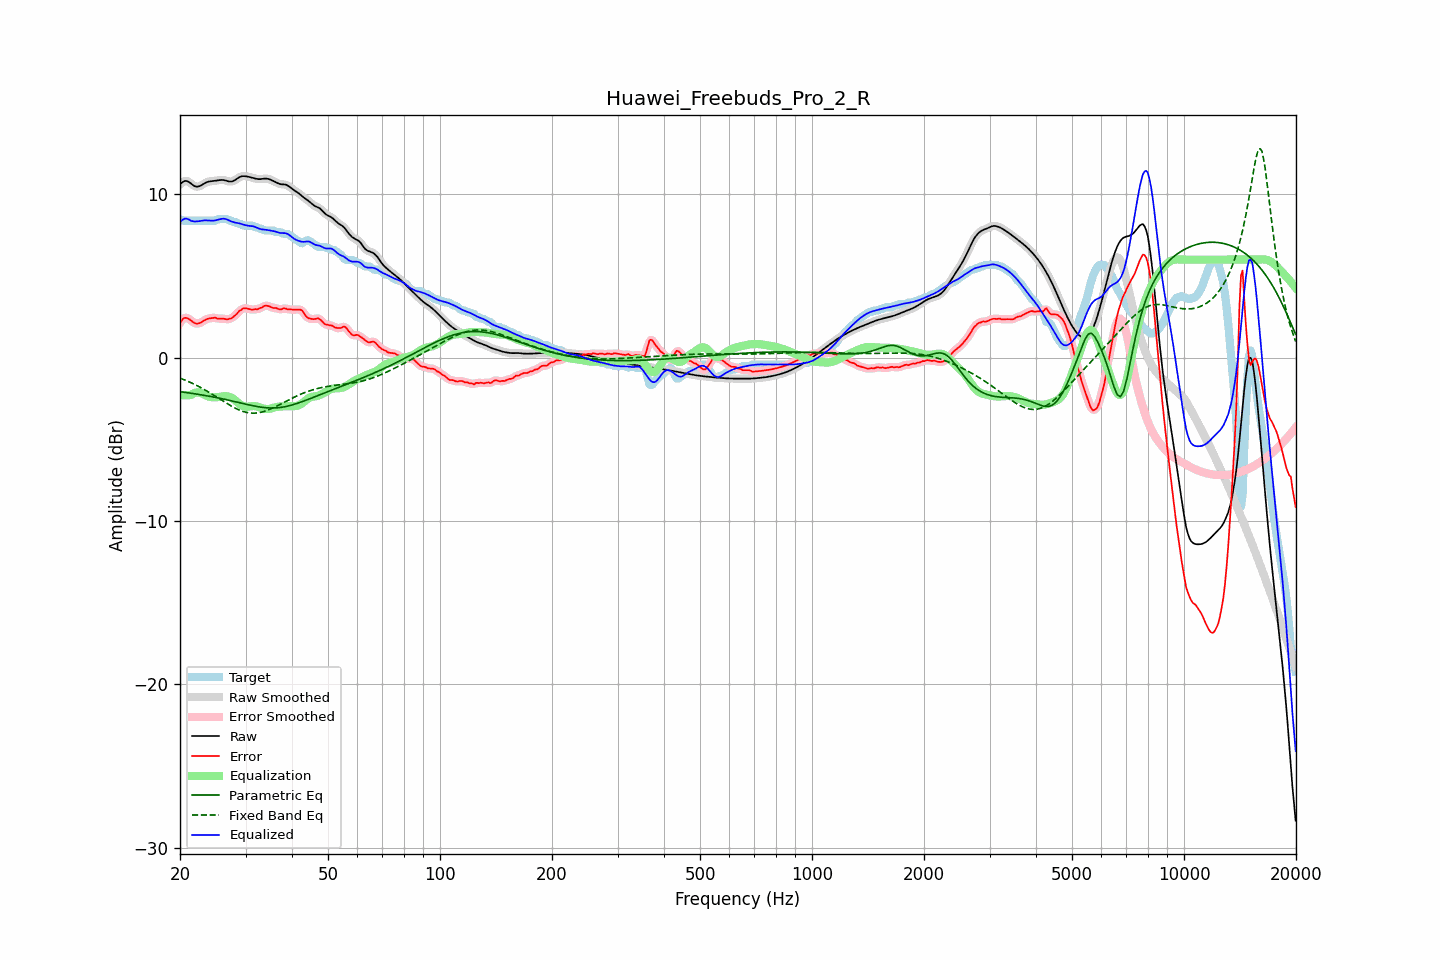 Huawei_Freebuds_Pro_2_R
Amplitude (dBr)
10
0
−10
−20
−30
Target
Raw Smoothed
Error Smoothed
Raw
Error
Equalization
Parametric Eq
Fixed Band Eq
Equalized
20 50 100 200 500 1000 2000 5000 10000 20000
Frequency (Hz)